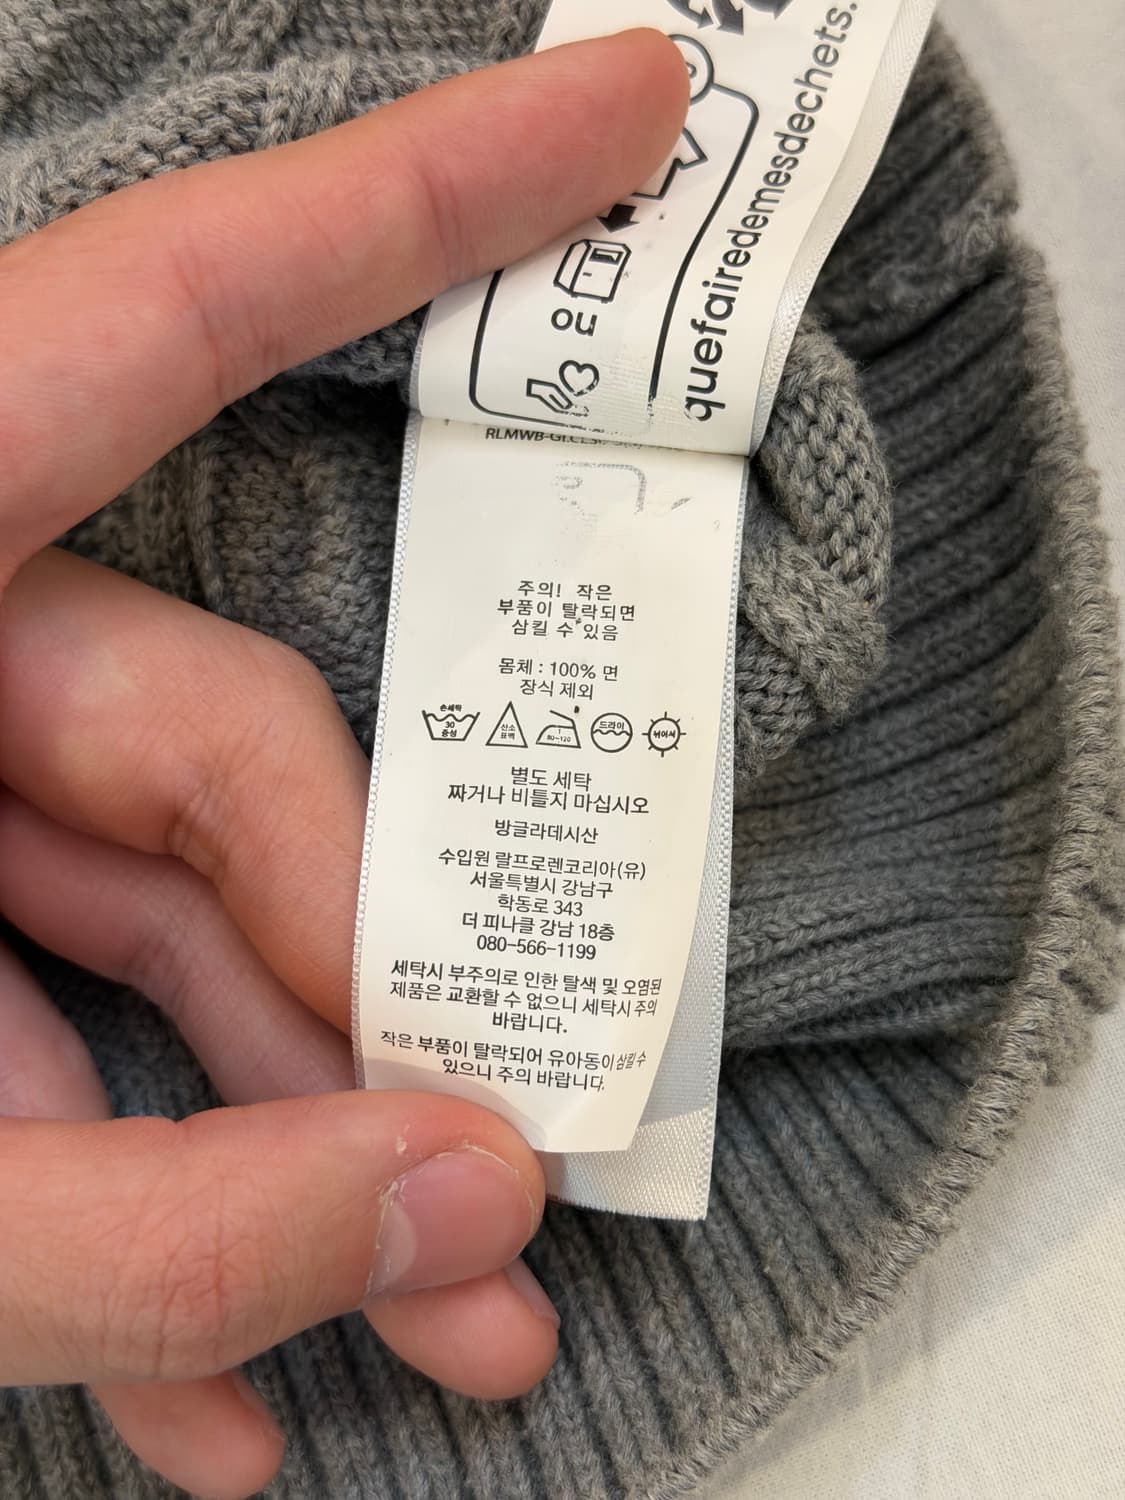 quefairedemesdechets.
OU
주의! 작은
부품이 탈락되면
삼킬 수 있음
몸체 : 100% 면
장식 제외
손세탁
30
중성
산소
표백
80~120
드라이
뉘어서
별도 세탁
짜거나 비틀지 마십시오
방글라데시산
수입원 랄프로렌코리아(유)
서울특별시 강남구
학동로 343
더 피나클 강남 18층
080-566-1199
세탁시 부주의로 인한 탈색 및 오염된
제품은 교환할 수 없으니 세탁시 주의
바랍니다.
작은 부품이 탈락되어 유아동이 삼킬 수
있으니 주의 바랍니다.